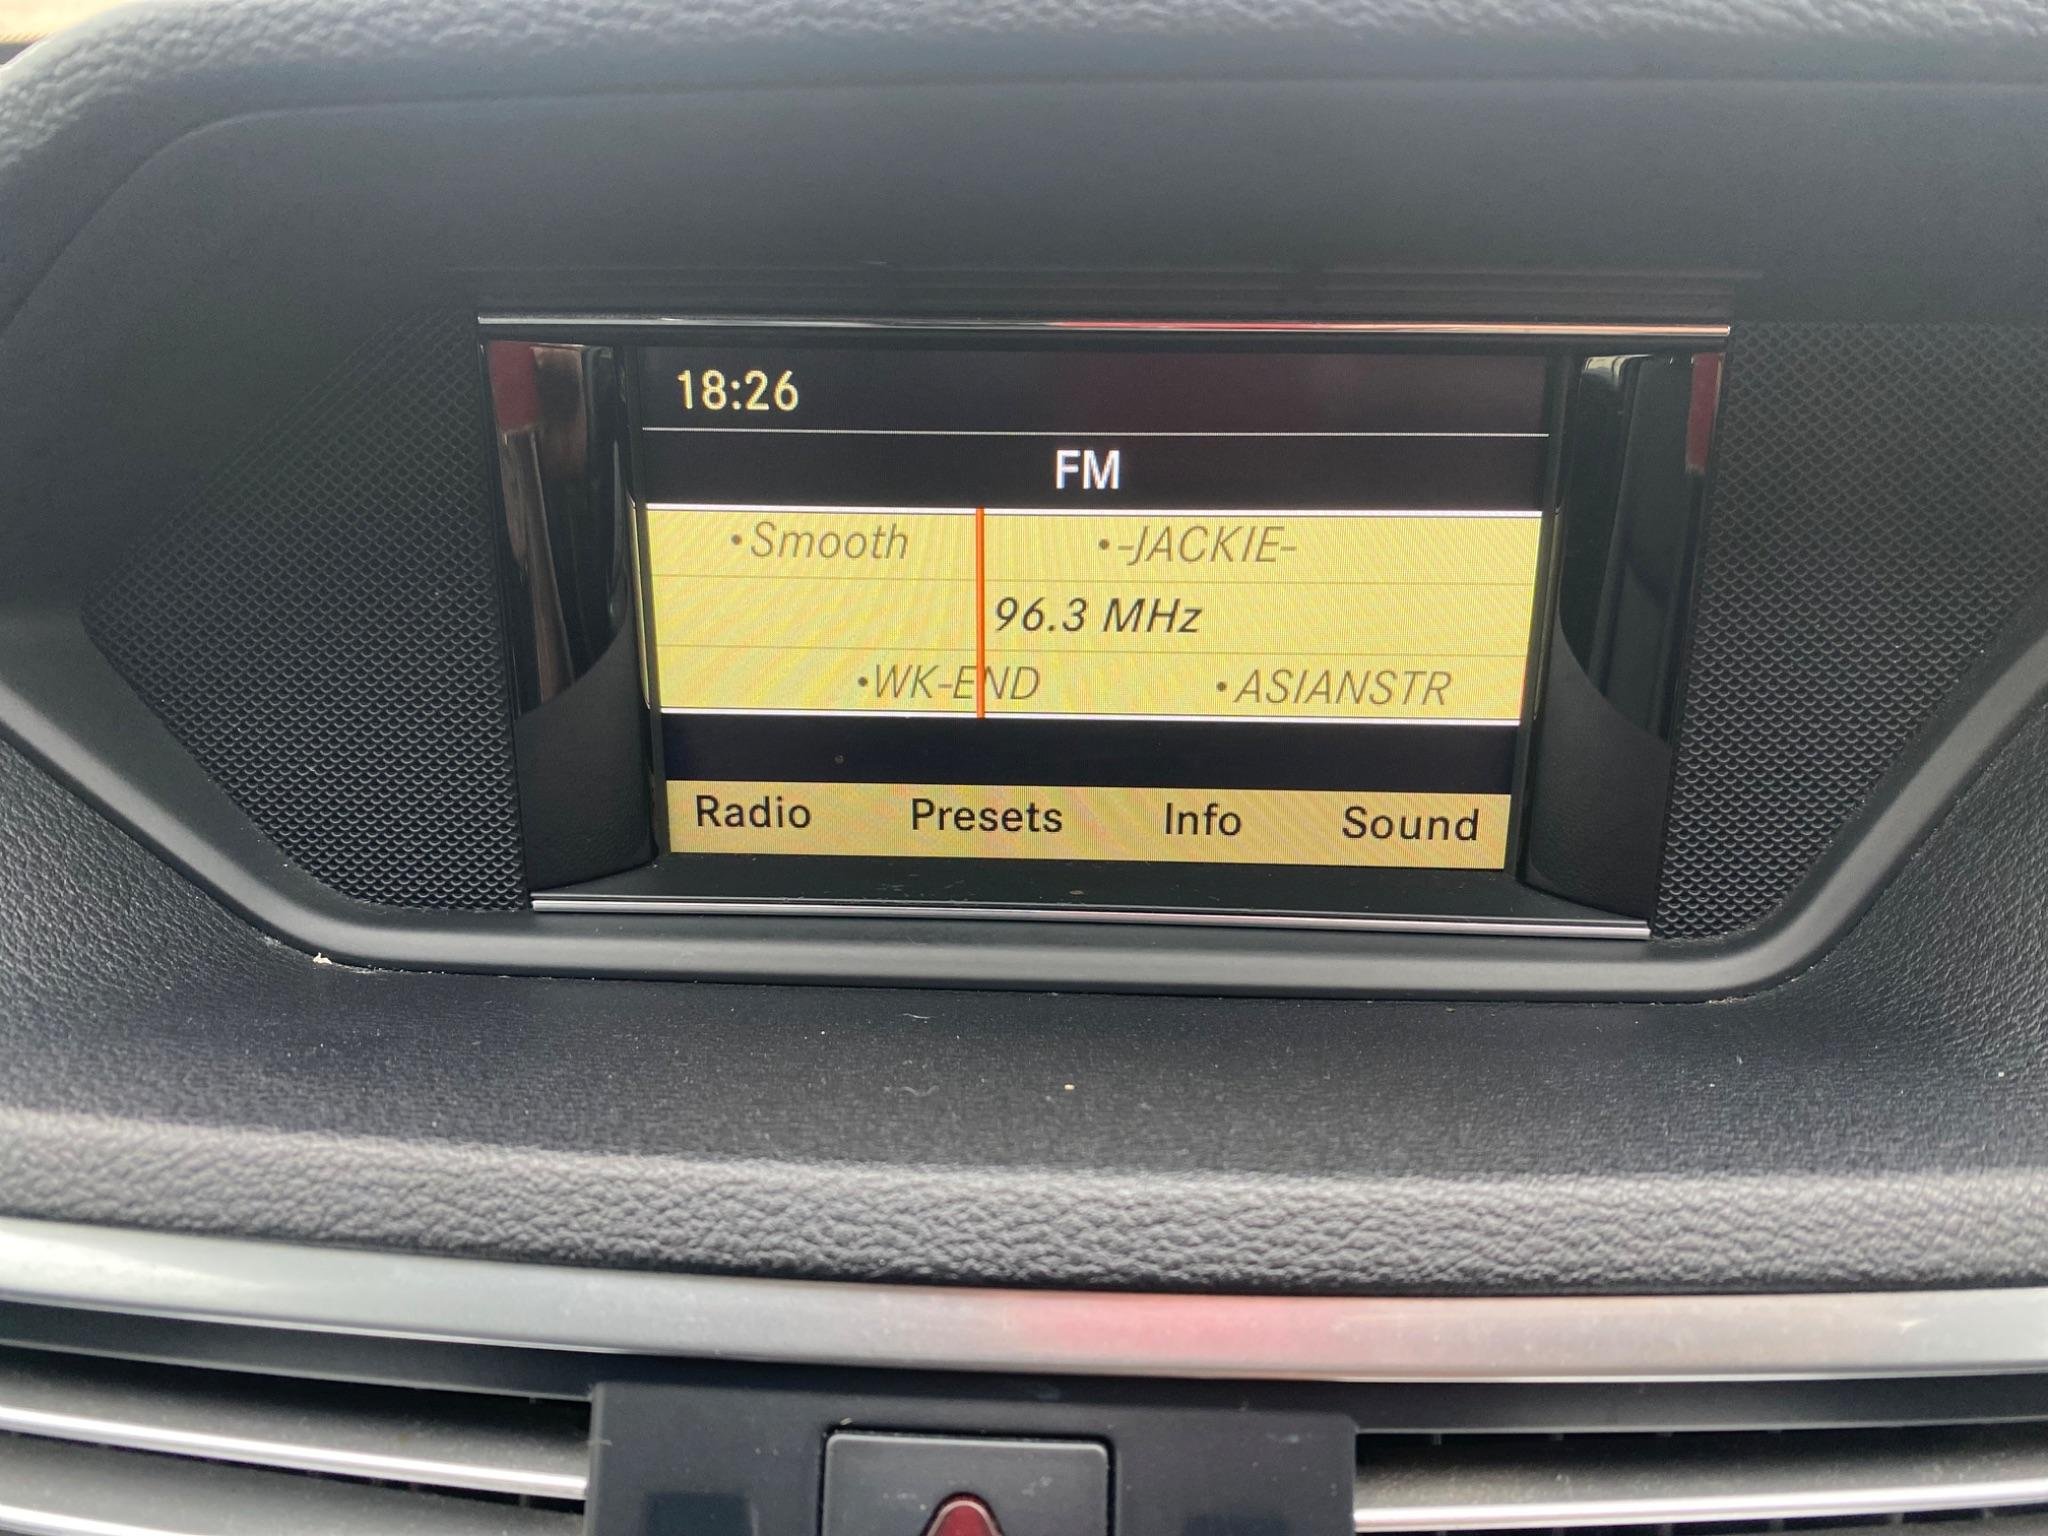 18:26
FM
•Smooth •-JACKIE-
96.3 MHz
•WK-END •ASIANSTR
Radio Presets Info Sound